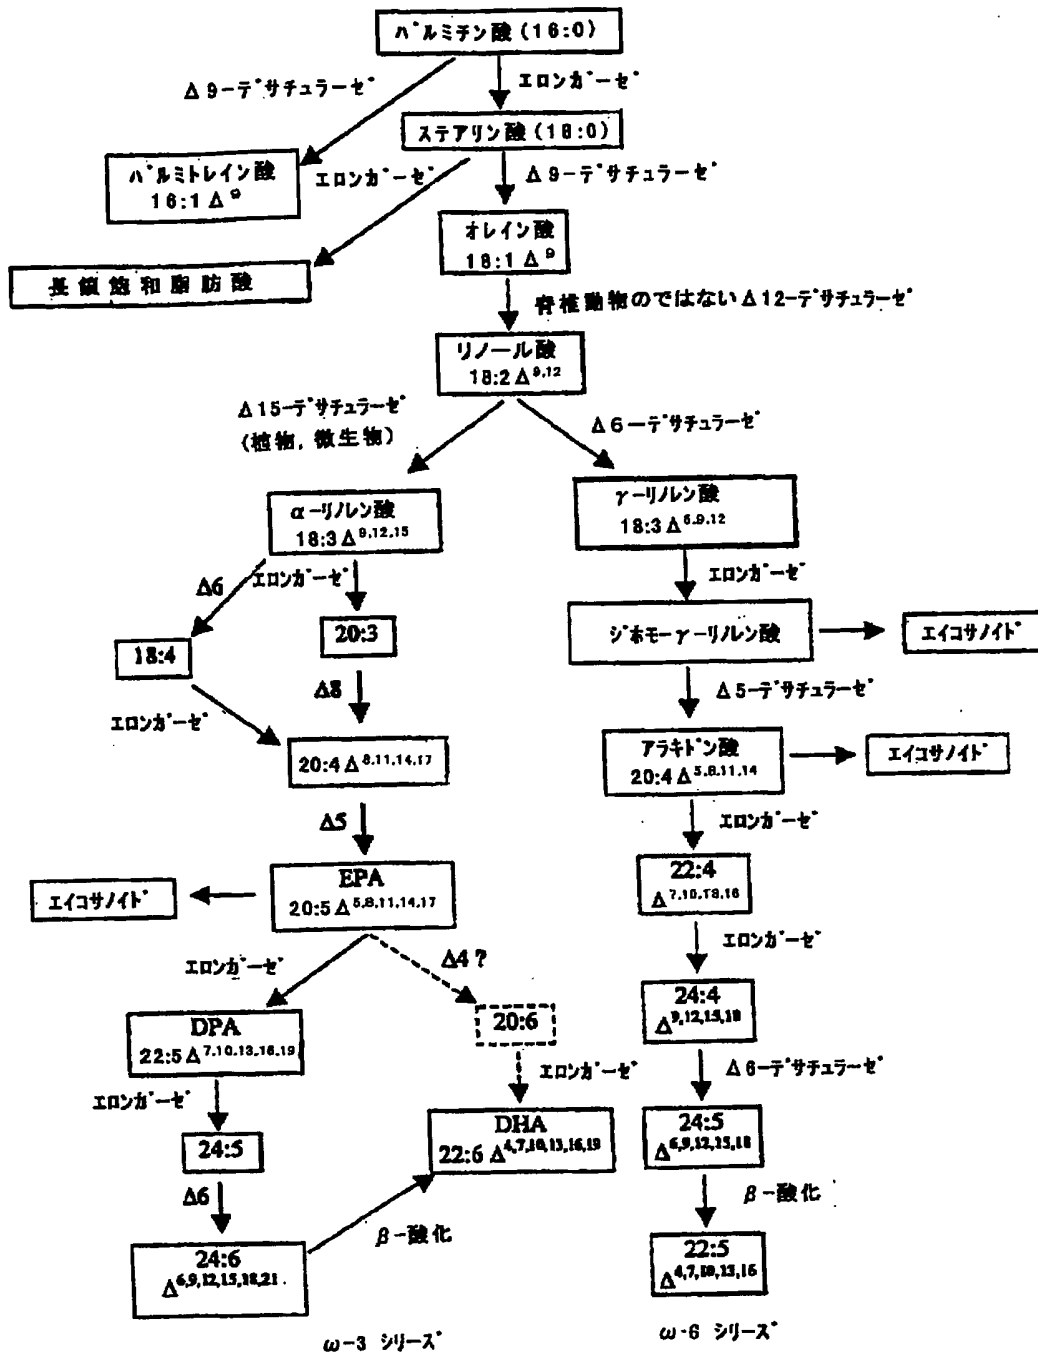 パルミチン酸 (16:0)
Δ9-デサチュラーゼ
エロンガーゼ
ステアリン酸 (18:0)
パルミトレイン酸
16:1 Δ⁹
エロンガーゼ
Δ9-デサチュラーゼ
オレイン酸
18:1 Δ⁹
長鎖飽和脂肪酸
脊椎動物のではないΔ12-デサチュラーゼ
リノール酸
18:2 Δ⁹,¹²
Δ15-デサチュラーゼ
(植物, 微生物)
Δ6-デサチュラーゼ
α-リノレン酸
18:3 Δ⁹,¹²,¹⁵
γ-リノレン酸
18:3 Δ⁶,⁹,¹²
Δ6
エロンガーゼ
エロンガーゼ
18:4
20:3
ジホモ-γ-リノレン酸
エイコサノイド
エロンガーゼ
Δ8
Δ5-デサチュラーゼ
20:4 Δ⁸,¹¹,¹⁴,¹⁷
アラキドン酸
20:4 Δ⁵,⁸,¹¹,¹⁴
エイコサノイド
Δ5
エロンガーゼ
エイコサノイド
EPA
20:5 Δ⁵,⁸,¹¹,¹⁴,¹⁷
22:4
Δ⁷,¹⁰,¹³,¹⁶
エロンガーゼ
Δ4 ?
エロンガーゼ
DPA
22:5 Δ⁷,¹⁰,¹³,¹⁶,¹⁹
20:6
24:4
Δ⁹,¹²,¹⁵,¹⁸
エロンガーゼ
エロンガーゼ
Δ6-デサチュラーゼ
24:5
DHA
22:6 Δ⁴,⁷,¹⁰,¹³,¹⁶,¹⁹
24:5
Δ⁶,⁹,¹²,¹⁵,¹⁸
Δ6
β-酸化
β-酸化
24:6
Δ⁶,⁹,¹²,¹⁵,¹⁸,²¹
22:5
Δ⁴,⁷,¹⁰,¹³,¹⁶
ω-3 シリーズ
ω-6 シリーズ